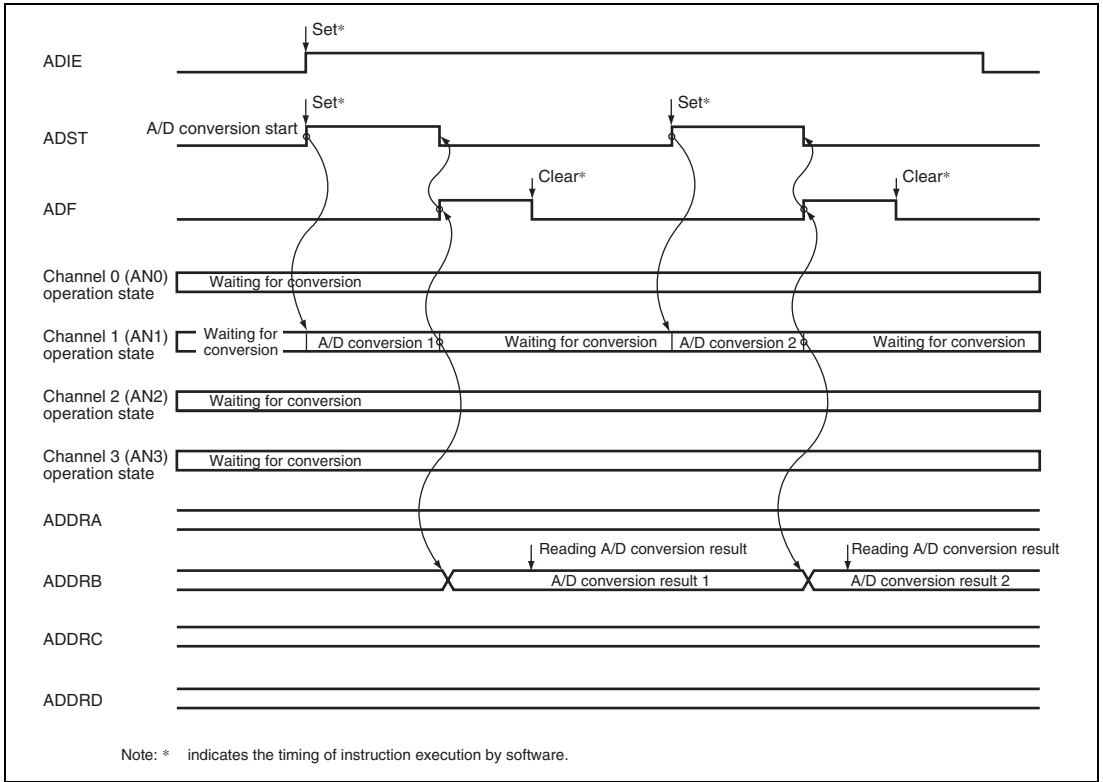 Set*
ADIE
Set*
Set*
A/D conversion start
ADST
Clear*
Clear*
ADF
Channel 0 (AN0)
operation state
Waiting for conversion
Channel 1 (AN1)
operation state
Waiting for
conversion
A/D conversion 1
Waiting for conversion
A/D conversion 2
Waiting for conversion
Channel 2 (AN2)
operation state
Waiting for conversion
Channel 3 (AN3)
operation state
Waiting for conversion
ADDRA
Reading A/D conversion result
Reading A/D conversion result
ADDRB
A/D conversion result 1
A/D conversion result 2
ADDRC
ADDRD
Note: * indicates the timing of instruction execution by software.